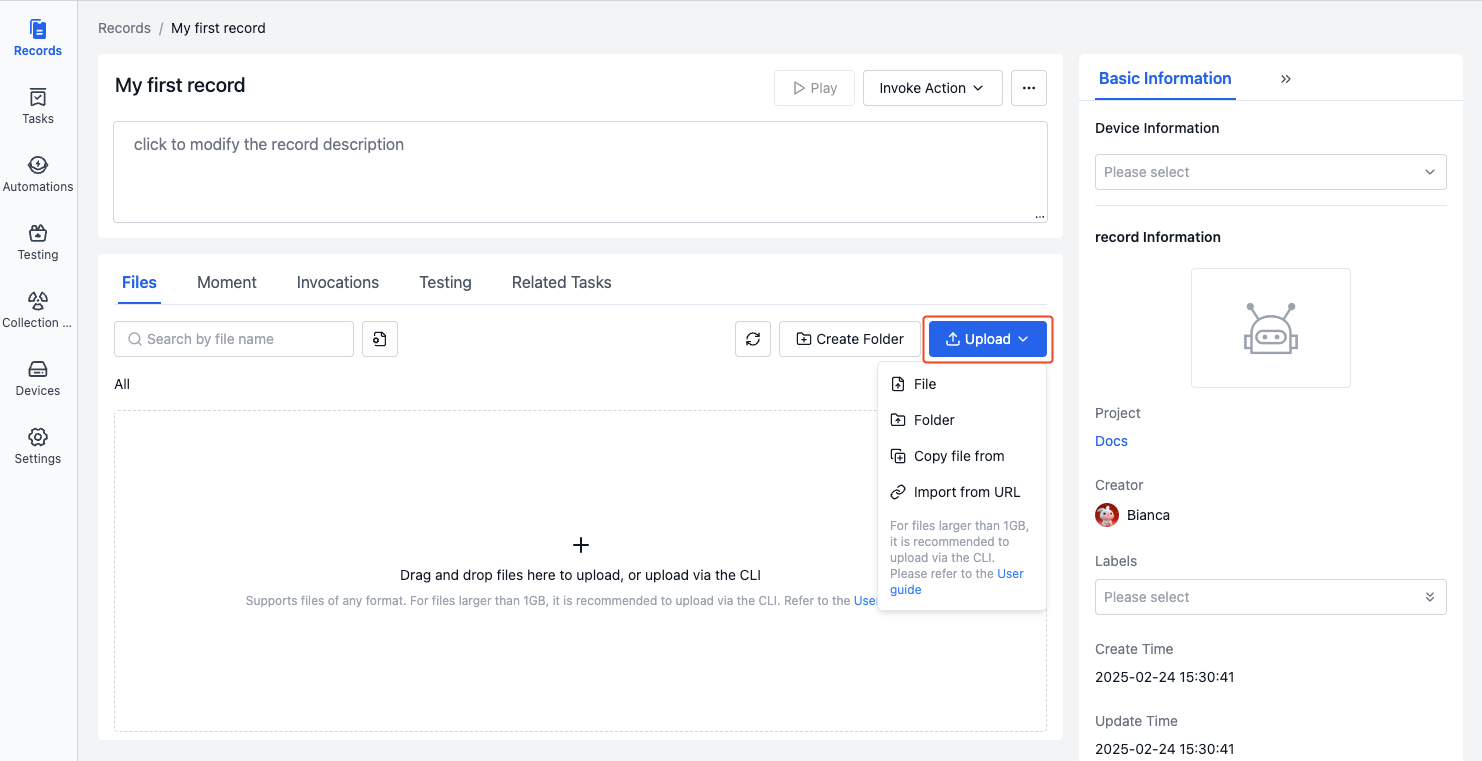 Records
Tasks
Automations
Testing
Collection ...
Devices
Settings
Records / My first record
My first record
Play
Invoke Action
...
click to modify the record description
...
Files Moment Invocations Testing Related Tasks
Search by file name
Create Folder
Upload
All
File
Folder
Copy file from
Import from URL
For files larger than 1GB,
it is recommended to
upload via the CLI.
Please refer to the User
guide
Drag and drop files here to upload, or upload via the CLI
Supports files of any format. For files larger than 1GB, it is recommended to upload via the CLI. Refer to the User
Basic Information
Device Information
Please select
record Information
Project
Docs
Creator
Bianca
Labels
Please select
Create Time
2025-02-24 15:30:41
Update Time
2025-02-24 15:30:41